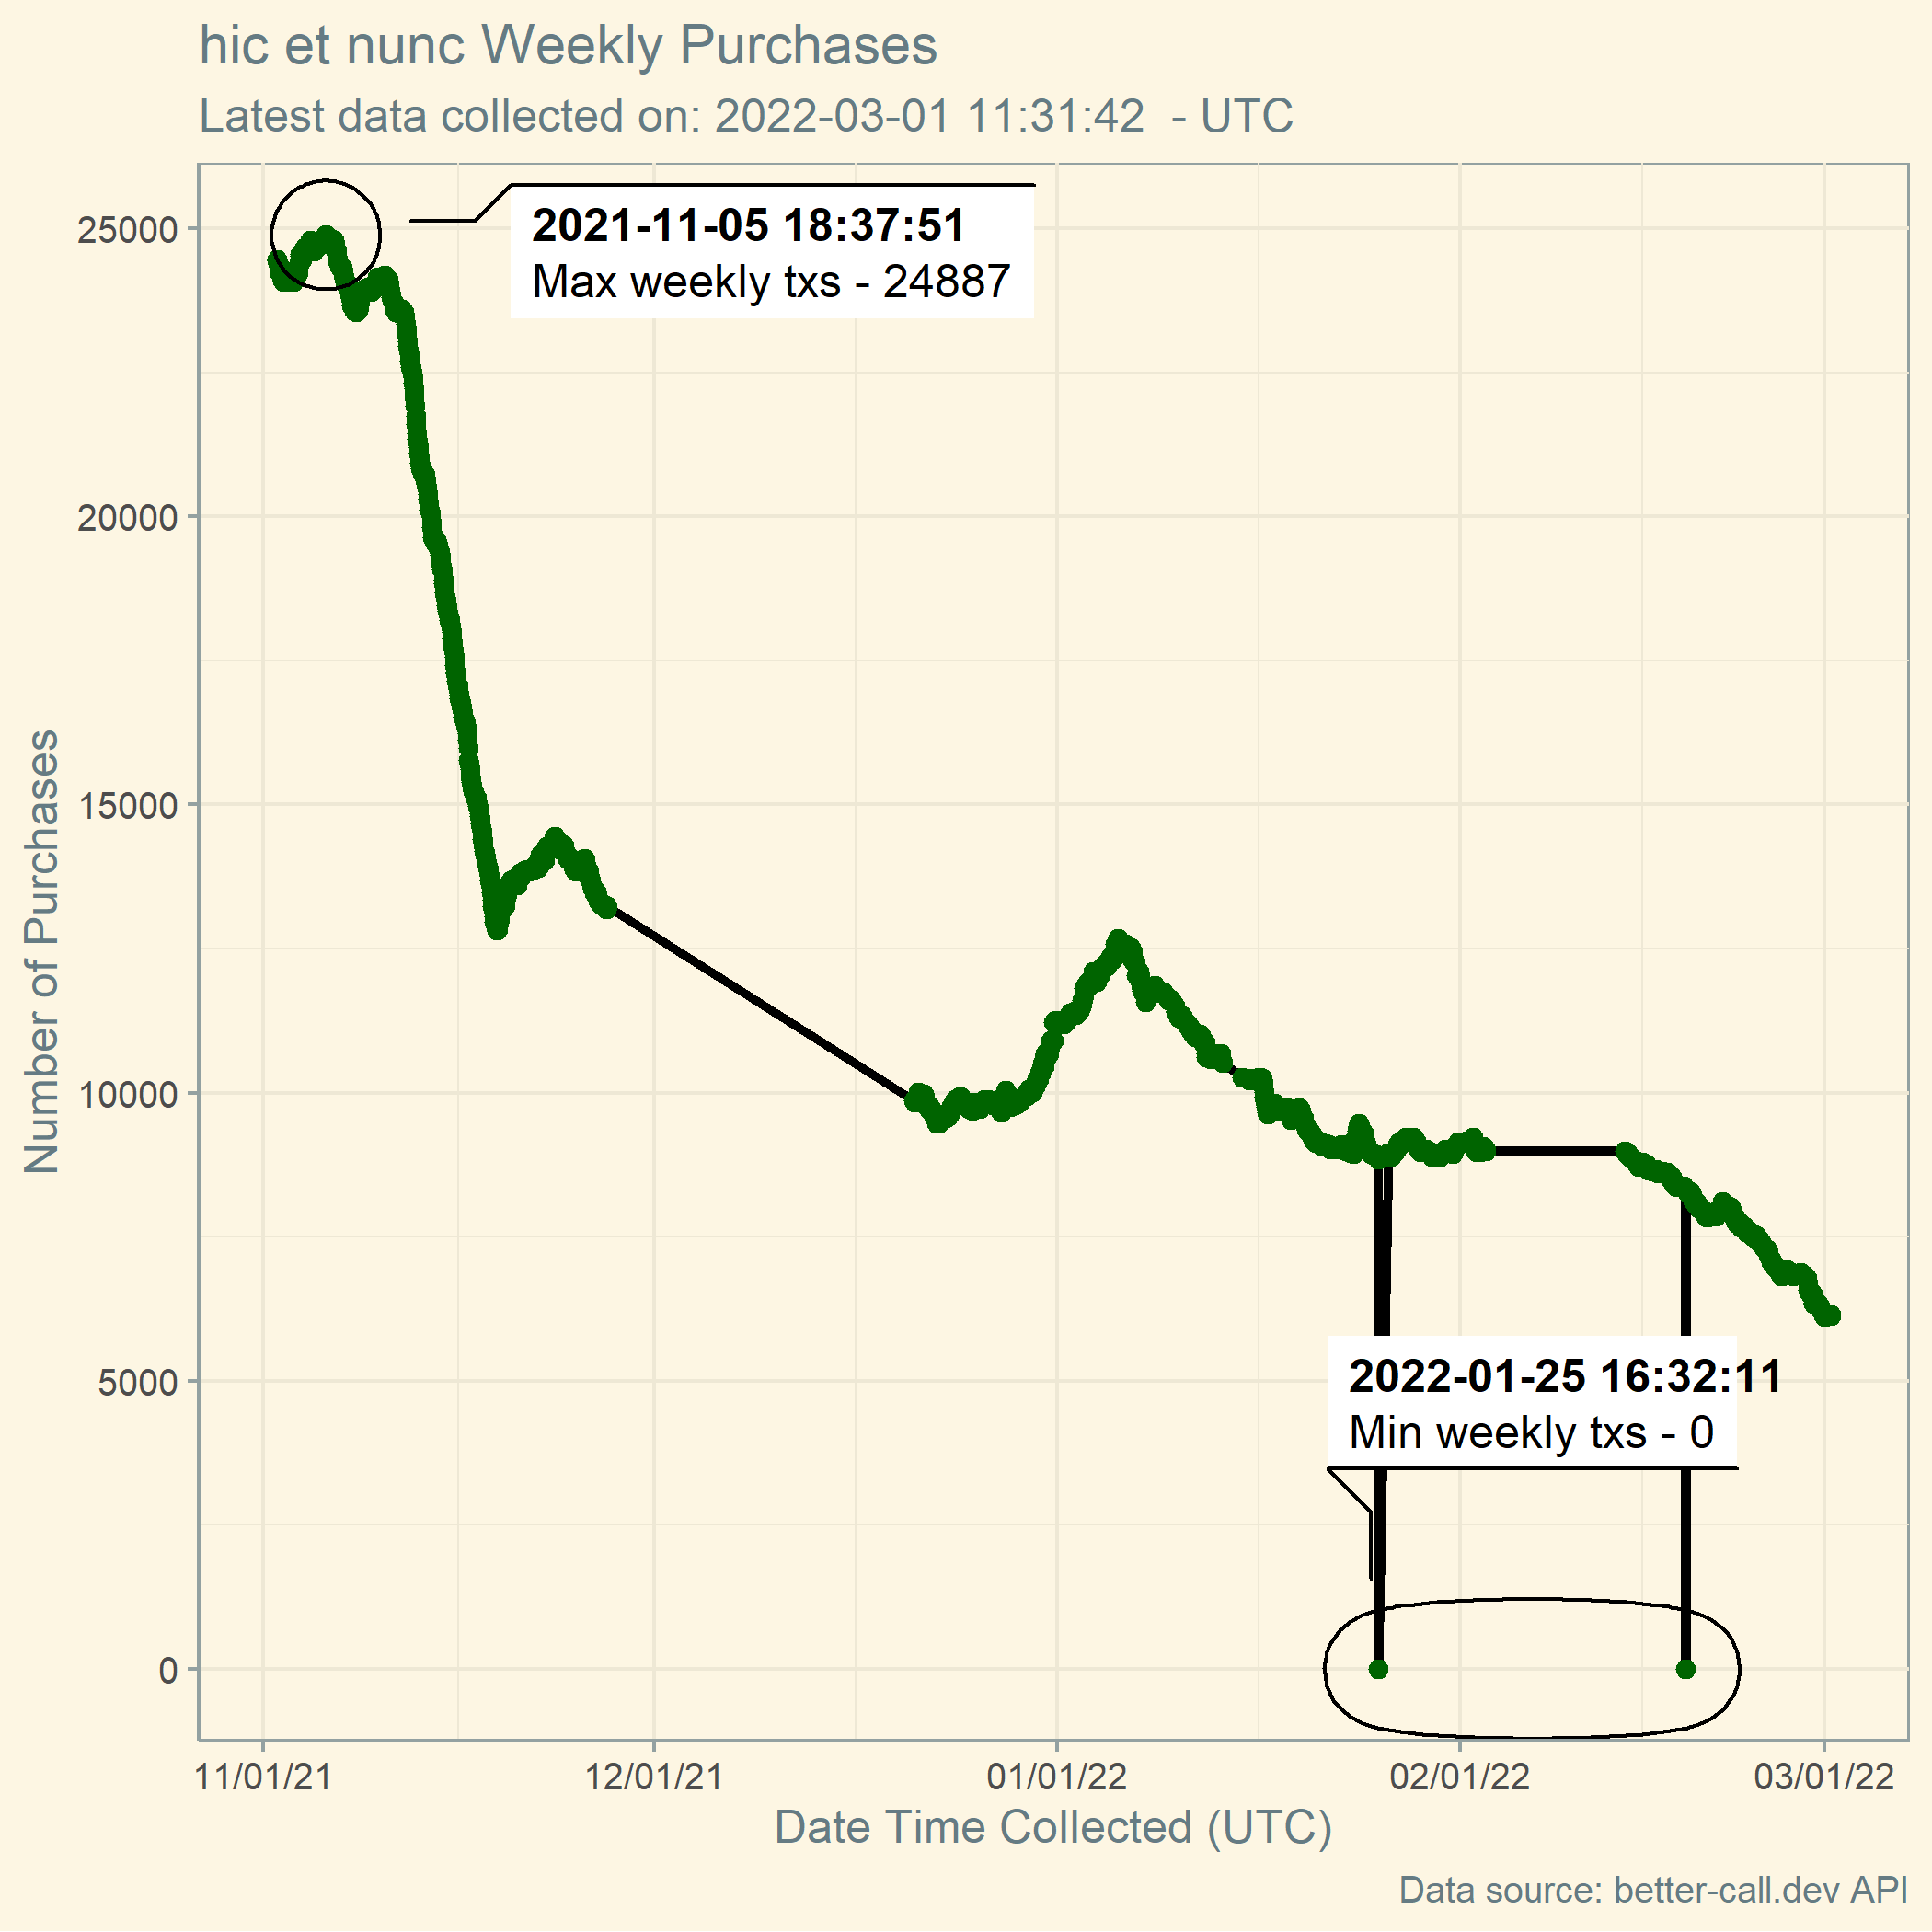 hic et nunc Weekly Purchases
Latest data collected on: 2022-03-01 11:31:42 - UTC
25000
20000
15000
10000
5000
0
Number of Purchases
2021-11-05 18:37:51
Max weekly txs - 24887
2022-01-25 16:32:11
Min weekly txs - 0
11/01/21 12/01/21 01/01/22 02/01/22 03/01/22
Date Time Collected (UTC)
Data source: better-call.dev API